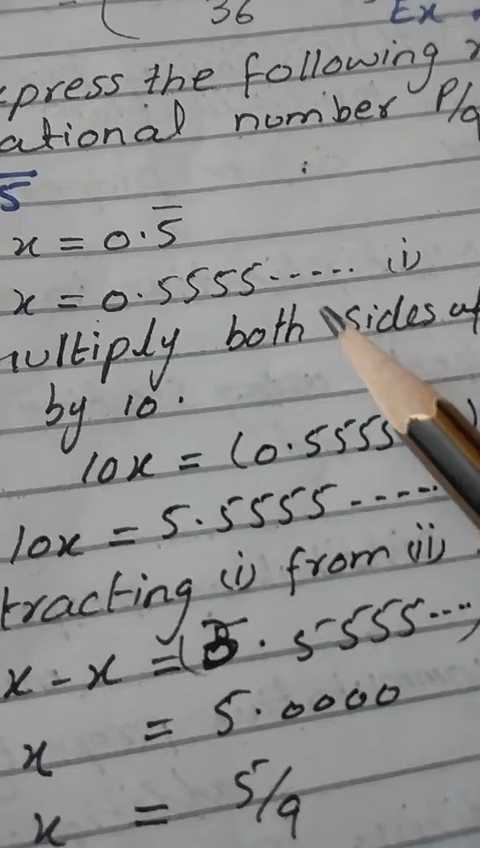 36 Ex
press the following
ational number P/q
5̅
x = 0.5̅
x = 0.5555..... (i)
multiply both sides of
by 10.
10x = (0.5555
10x = 5.5555.....
tracting (i) from (ii)
x - x = (5.5555...
x = 5.0000
x = 5/9